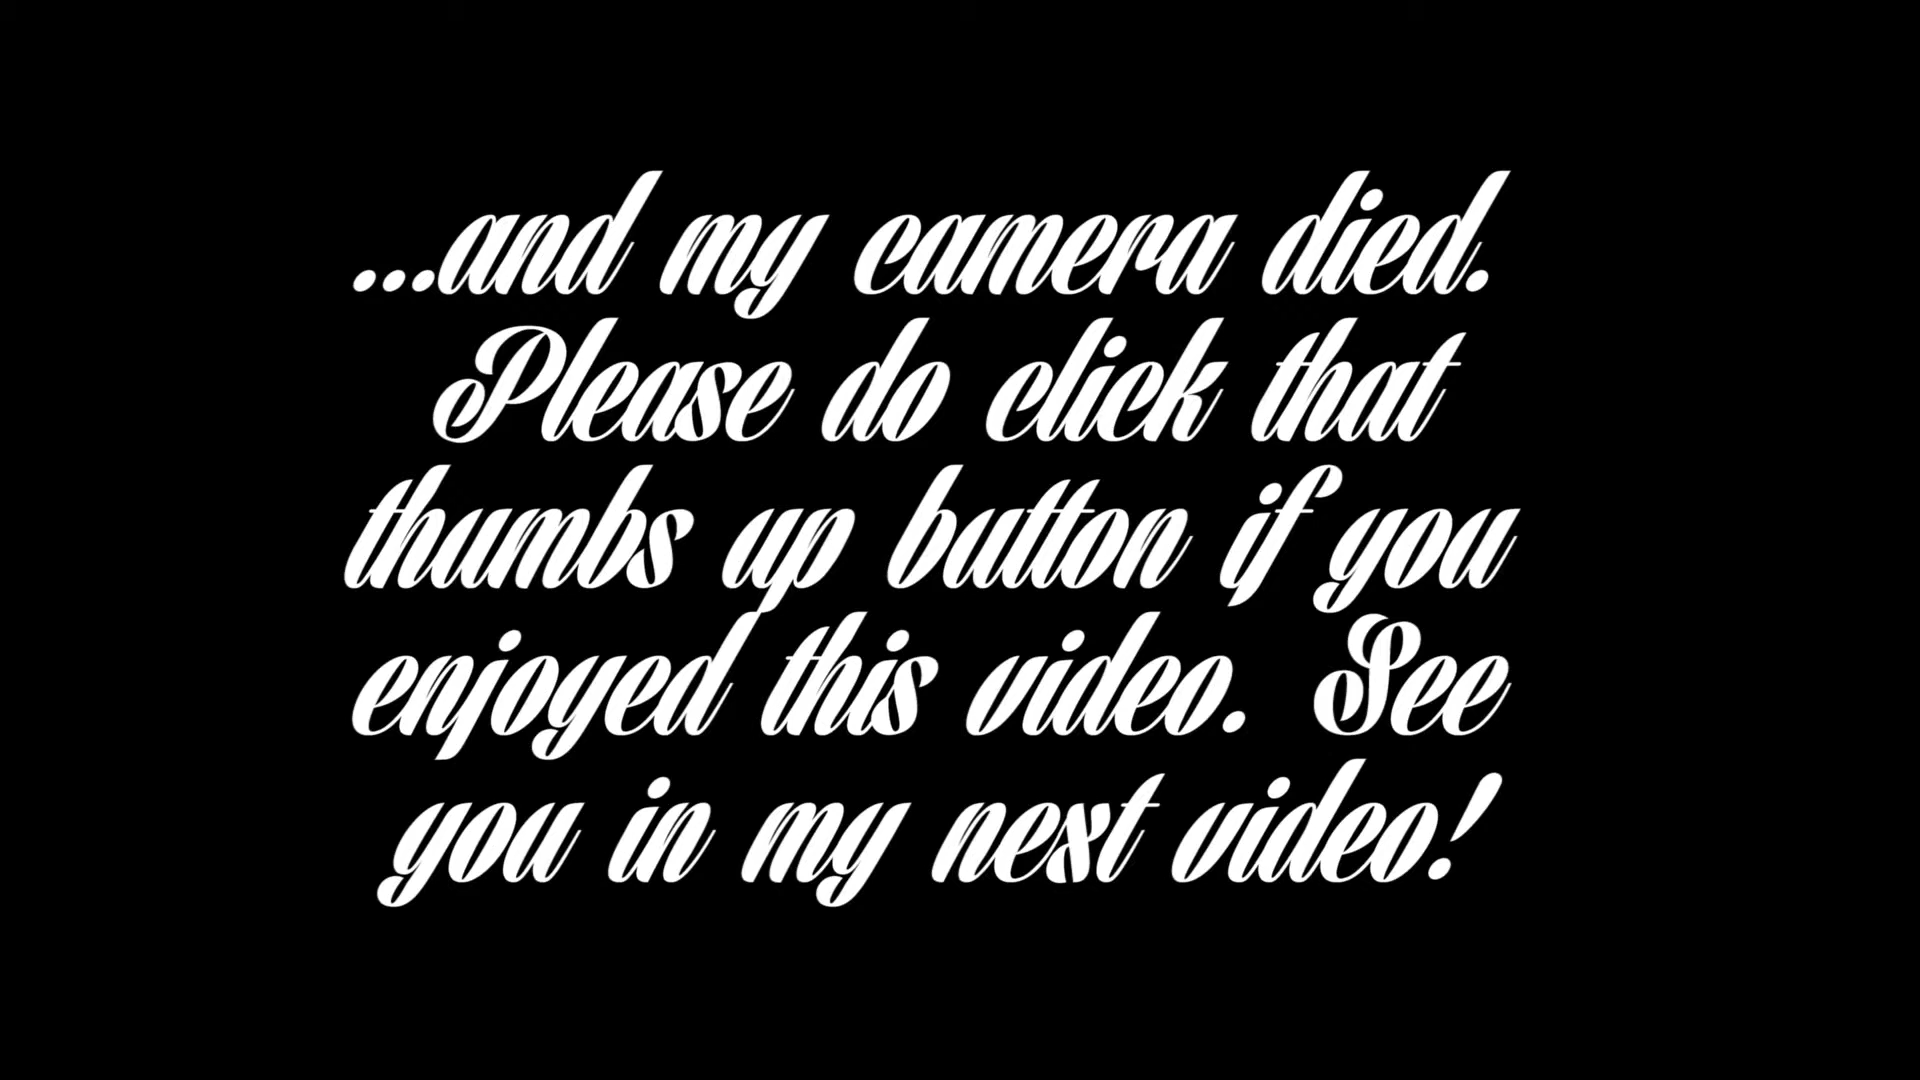 ...and my camera died.
Please do click that
thumbs up button if you
enjoyed this video. See
you in my next video!